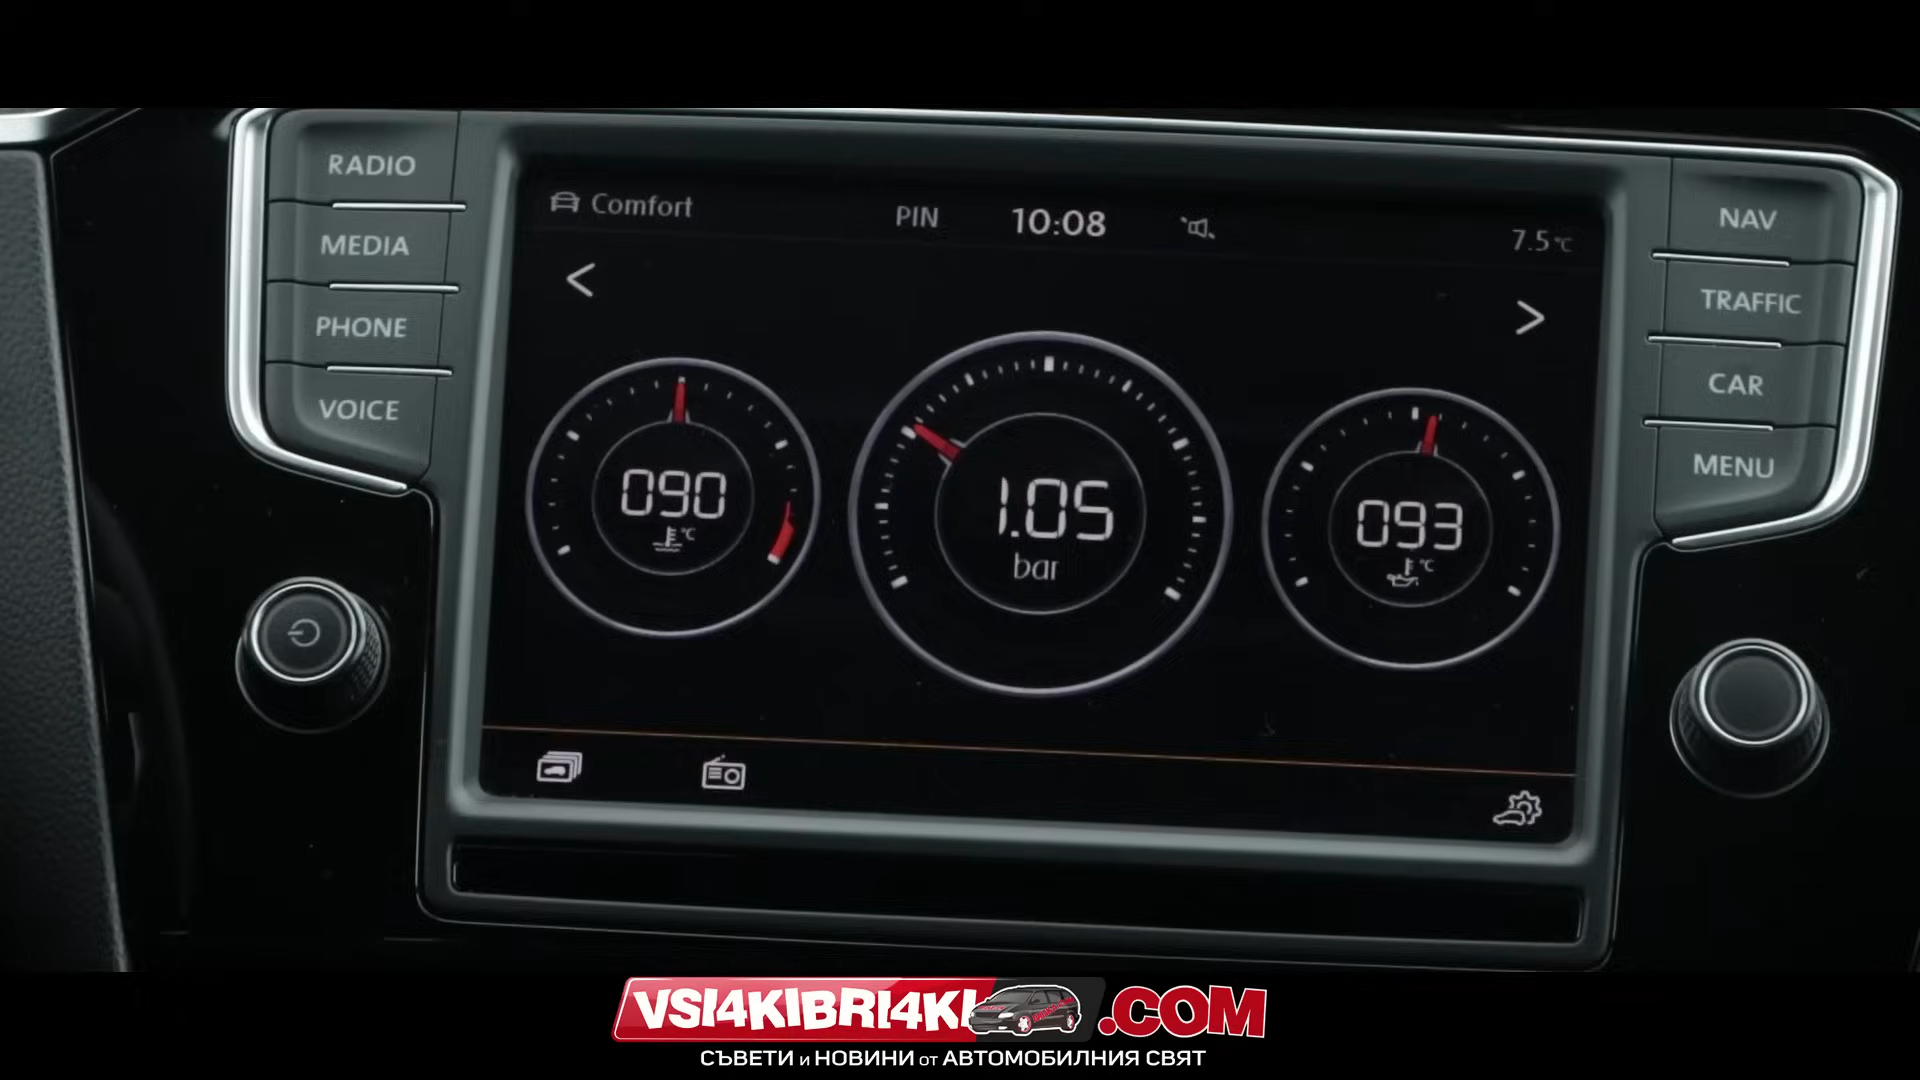 RADIO
MEDIA
PHONE
VOICE
Comfort
PIN
10:08
7.5°C
NAV
TRAFFIC
CAR
MENU
<
>
090
°C
1.05
bar
093
°C
VSI4KIBRI4KI.COM
СЪВЕТИ и НОВИНИ от АВТОМОБИЛНИЯ СВЯТ